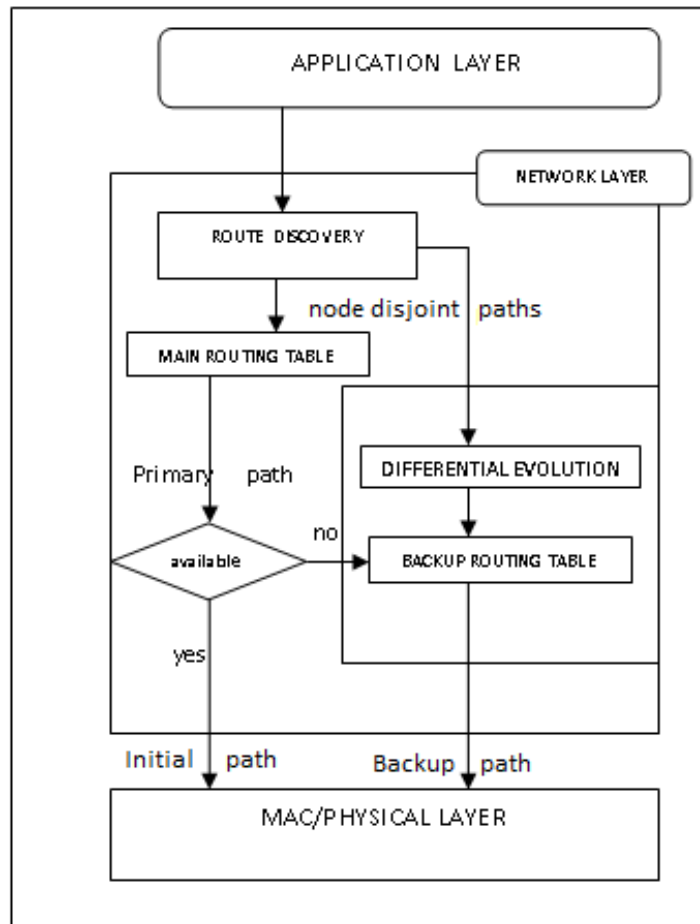 APPLICATION LAYER
NETWORK LAYER
ROUTE DISCOVERY
node disjoint paths
MAIN ROUTING TABLE
DIFFERENTIAL EVOLUTION
Primary path
no
available
BACKUP ROUTING TABLE
yes
Initial path
Backup path
MAC/PHYSICAL LAYER